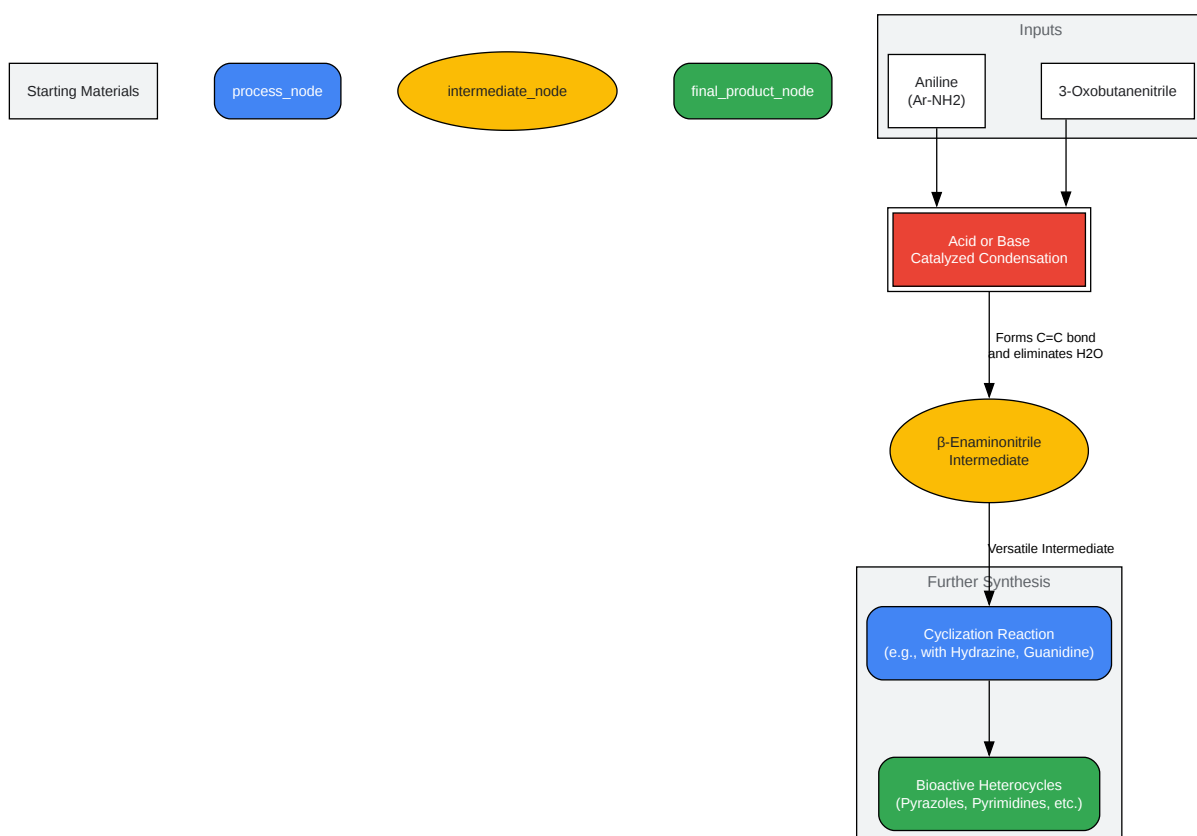 Inputs
Starting Materials
process_node
intermediate_node
final_product_node
Aniline
(Ar-NH2)
3-Oxobutanenitrile
Acid or Base
Catalyzed Condensation
Forms C=C bond
and eliminates H2O
β-Enaminonitrile
Intermediate
Versatile Intermediate
Further Synthesis
Cyclization Reaction
(e.g., with Hydrazine, Guanidine)
Bioactive Heterocycles
(Pyrazoles, Pyrimidines, etc.)